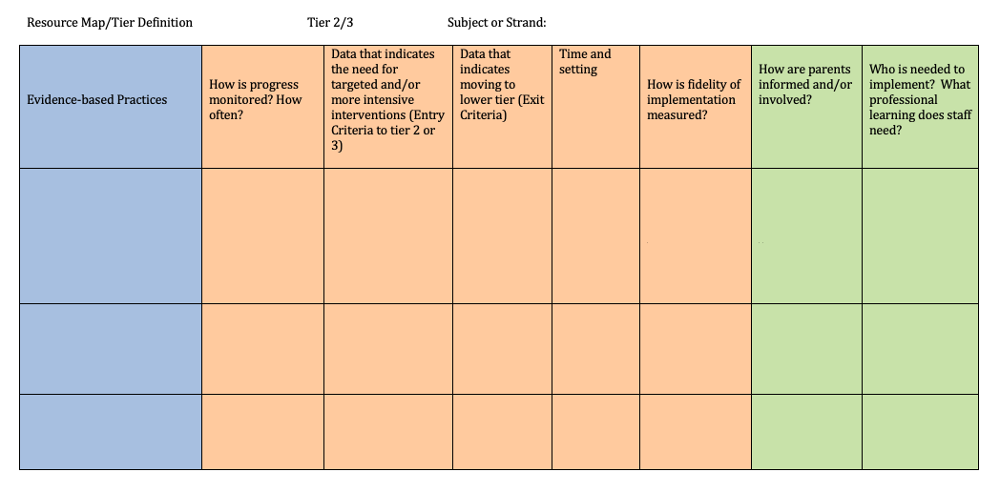 Resource Map/Tier Definition Tier 2/3 Subject or Strand:
Evidence-based Practices
How is progress
monitored? How
often?
Data that indicates
the need for
targeted and/or
more intensive
interventions (Entry
Criteria to tier 2 or
3)
Data that
indicates
moving to
lower tier (Exit
Criteria)
Time and
setting
How is fidelity of
implementation
measured?
How are parents
informed and/or
involved?
Who is needed to
implement? What
professional
learning does staff
need?